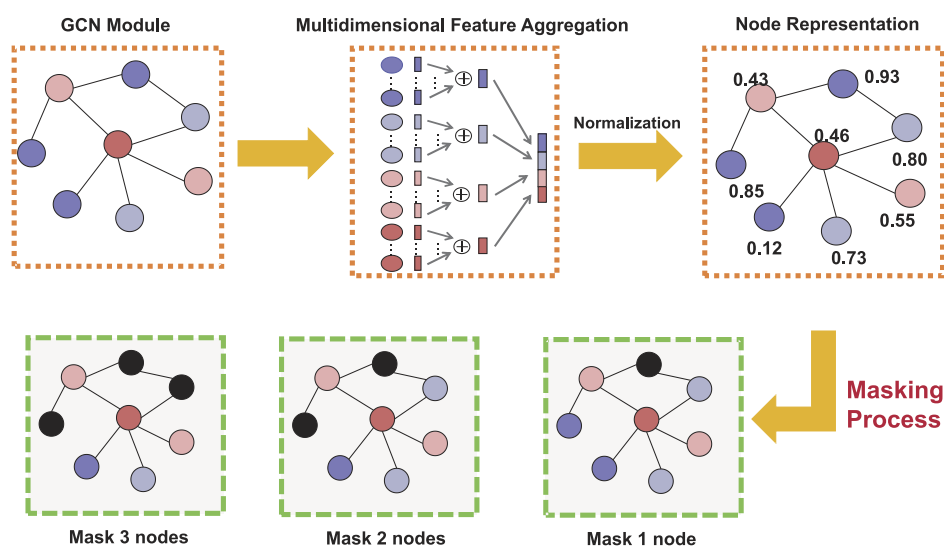 GCN Module
Multidimensional Feature Aggregation
Node Representation
0.43
0.93
Normalization
0.46
0.80
0.85
0.55
0.12
0.73
Masking
Process
Mask 3 nodes
Mask 2 nodes
Mask 1 node